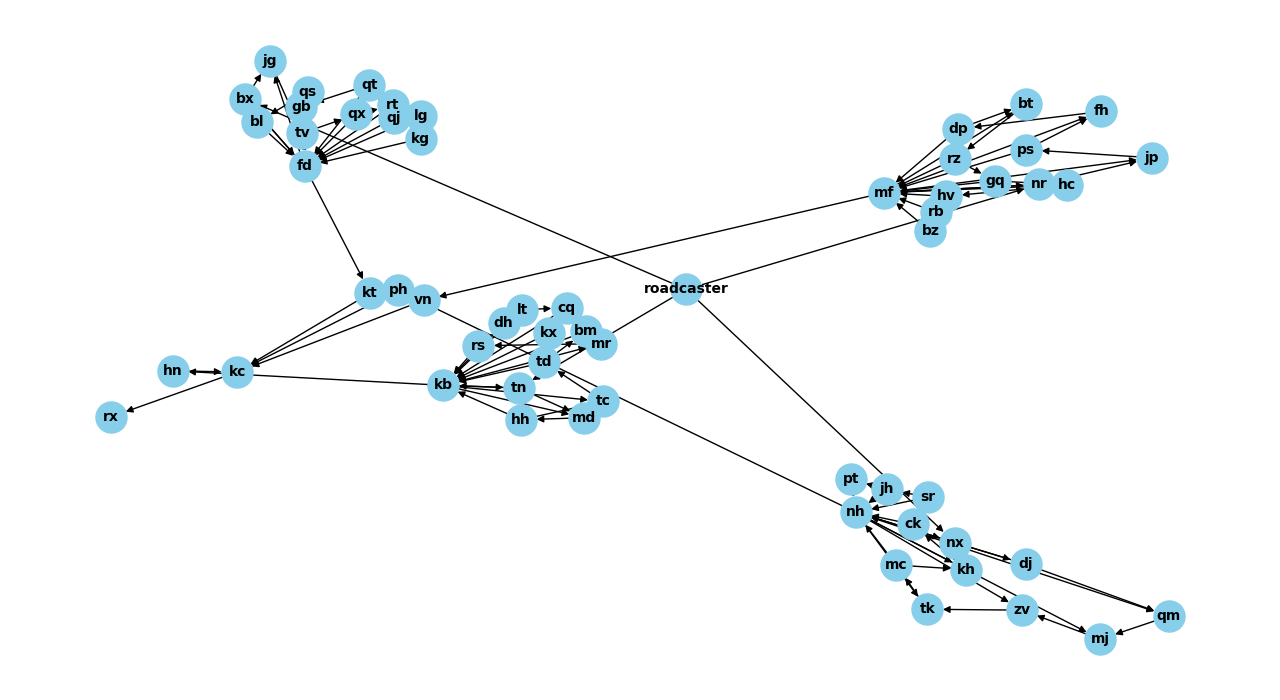 jg
qs
qt
bx
gb
rt
qx
lg
qj
bl
tv
kg
fd
bt
fh
dp
ps
rz
jp
gq
nr
hc
mf
hv
rb
bz
kt
ph
vn
roadcaster
lt
cq
dh
kx
bm
rs
mr
td
hn
kc
kb
tn
tc
rx
hh
md
pt
jh
sr
nh
ck
nx
mc
kh
dj
tk
zv
qm
mj